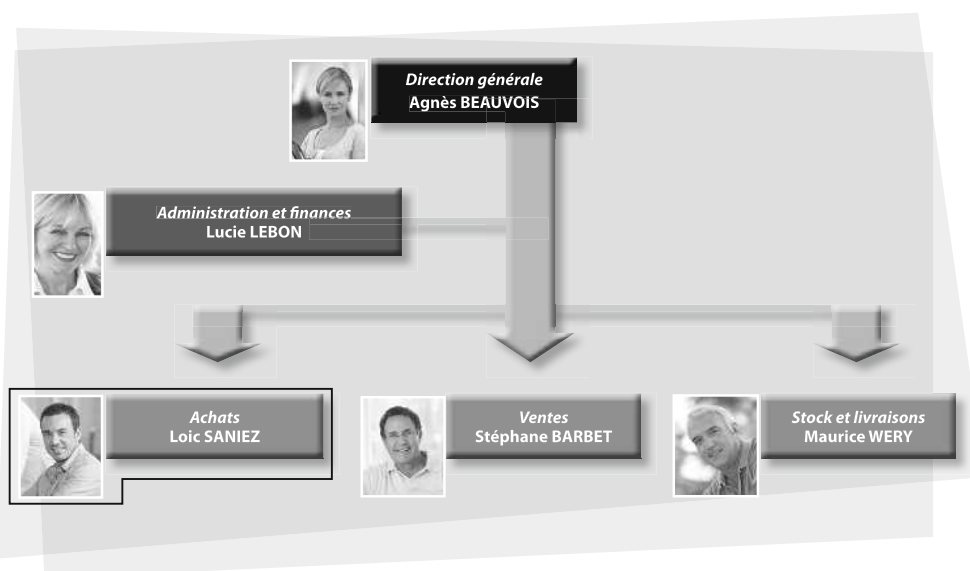 Direction générale
Agnès BEAUVOIS
Administration et finances
Lucie LEBON
Achats
Loic SANIEZ
Ventes
Stéphane BARBET
Stock et livraisons
Maurice WERY